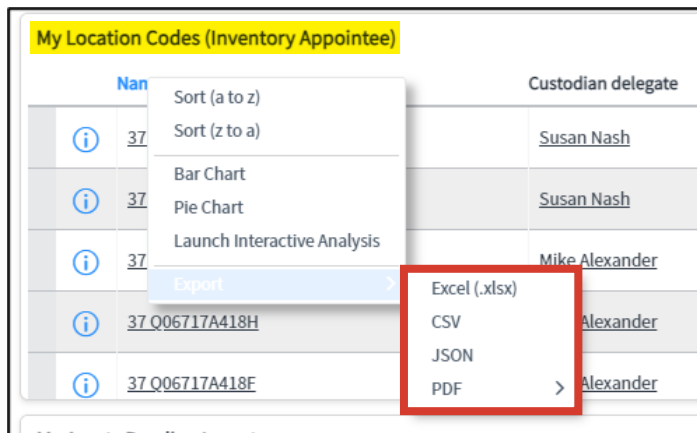 My Location Codes (Inventory Appointee)
Custodian delegate
Sort (a to z)
Sort (z to a)
37
Susan Nash
Bar Chart
Pie Chart
37
Susan Nash
Launch Interactive Analysis
37
Mike Alexander
Export
Excel (.xlsx)
37 Q06717A418H
CSV
Alexander
JSON
37 Q06717A418F
PDF
Alexander